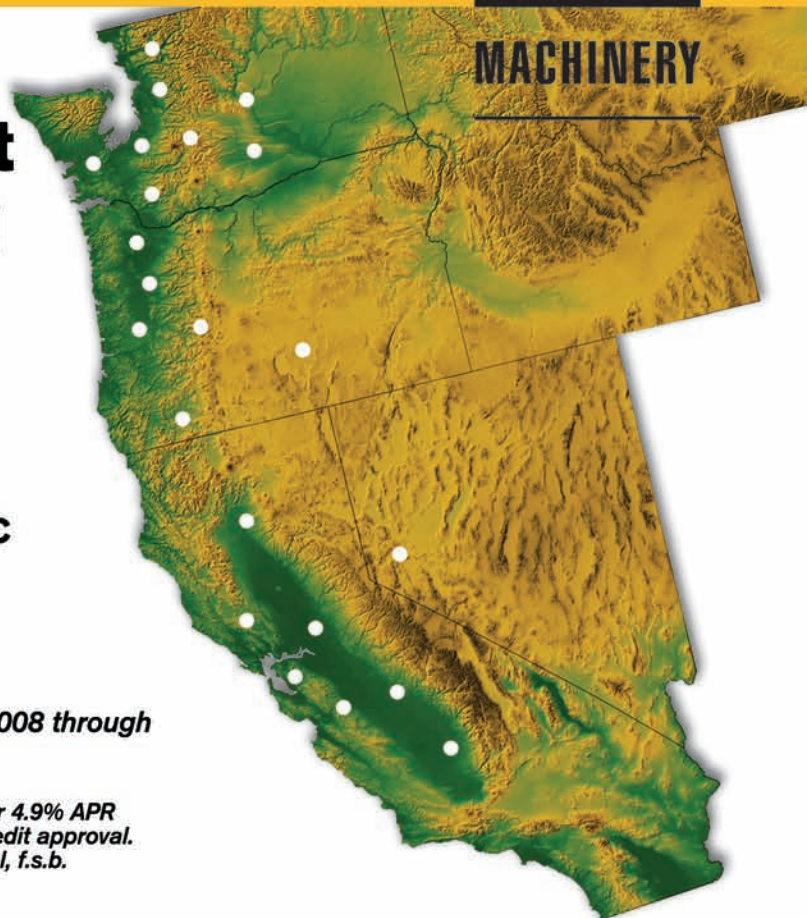 MACHINERY
t
c
008 through
r 4.9% APR
edit approval.
l, f.s.b.